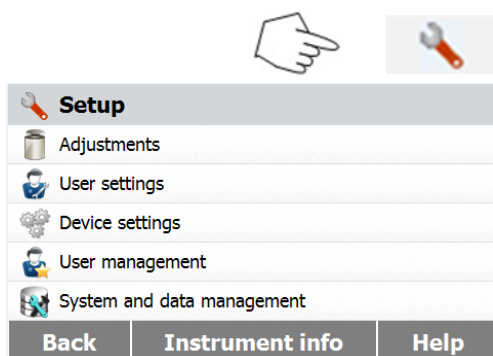 Setup
Adjustments
User settings
Device settings
User management
System and data management
Back Instrument info Help